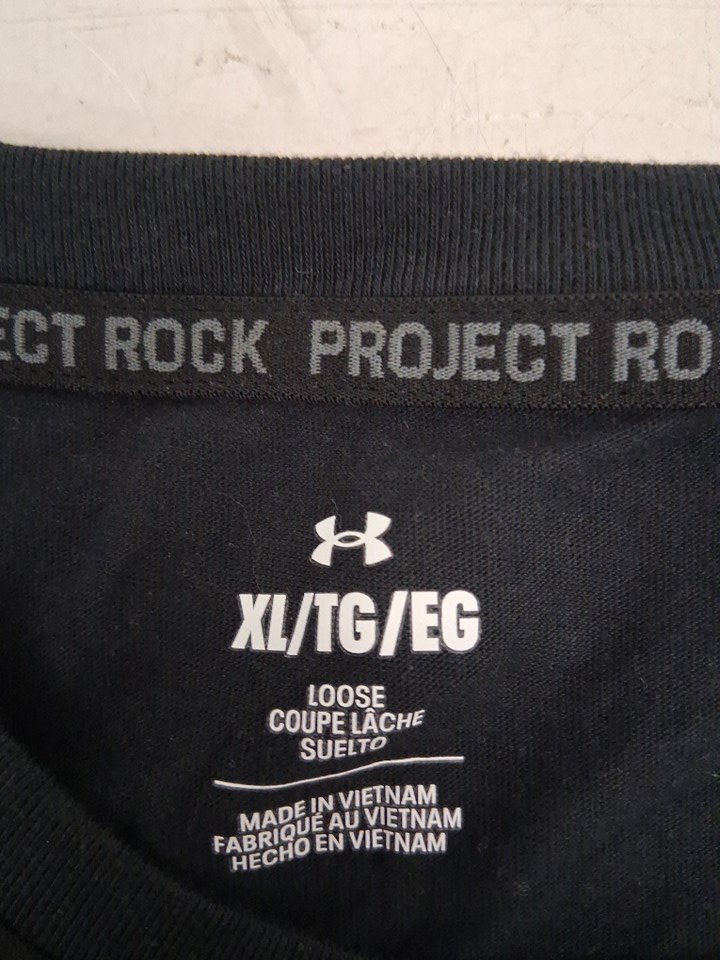 ECT ROCK PROJECT RO
XL/TG/EG
LOOSE
COUPE LÂCHE
SUELTO
MADE IN VIETNAM
FABRIQUÉ AU VIETNAM
HECHO EN VIETNAM